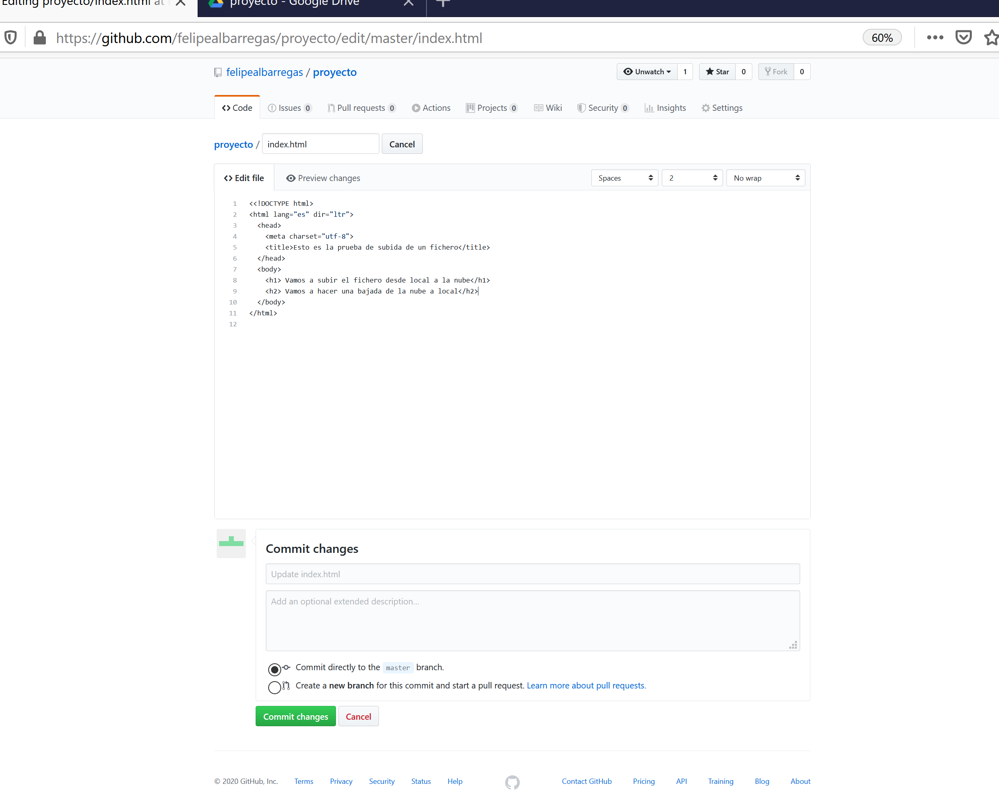 Editing proyecto/index.html at
proyecto - Google Drive
https://github.com/felipealbarregas/proyecto/edit/master/index.html
60%
felipealbarregas / proyecto
Unwatch 1 Star 0 Fork 0
Code Issues 0 Pull requests 0 Actions Projects 0 Wiki Security 0 Insights Settings
proyecto / index.html Cancel
Edit file Preview changes Spaces 2 No wrap
1 <<!DOCTYPE html>
2 <html lang="es" dir="ltr">
3 <head>
4 <meta charset="utf-8">
5 <title>Esto es la prueba de subida de un fichero</title>
6 </head>
7 <body>
8 <h1> Vamos a subir el fichero desde local a la nube</h1>
9 <h2> Vamos a hacer una bajada de la nube a local</h2>
10 </body>
11 </html>
12
Commit changes
Update index.html
Add an optional extended description…
Commit directly to the master branch.
Create a new branch for this commit and start a pull request. Learn more about pull requests.
Commit changes Cancel
© 2020 GitHub, Inc. Terms Privacy Security Status Help Contact GitHub Pricing API Training Blog About